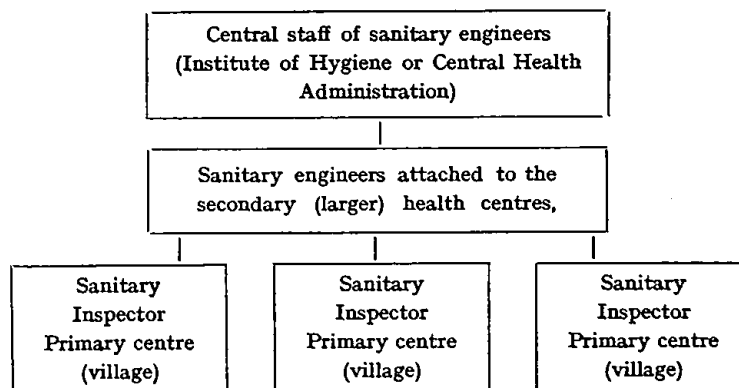 Central staff of sanitary engineers
(Institute of Hygiene or Central Health
Administration)
Sanitary engineers attached to the
secondary (larger) health centres,
Sanitary
Inspector
Primary centre
(village)
Sanitary
Inspector
Primary centre
(village)
Sanitary
Inspector
Primary centre
(village)